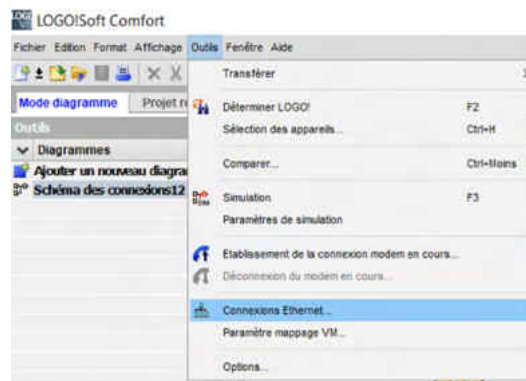 LOGO!Soft Comfort
Fichier Edition Format Affichage Outils Fenêtre Aide
Mode diagramme Projet
Outils
Diagrammes
Ajouter un nouveau diagra
Schéma des connexions12
Transférer
Déterminer LOGO! F2
Sélection des appareils... Ctrl+H
Comparer... Ctrl+Moins
Simulation F3
Paramètres de simulation
Etablissement de la connexion modem en cours...
Déconnexion du modem en cours...
Connexions Ethernet...
Paramètre mappage VM...
Options...